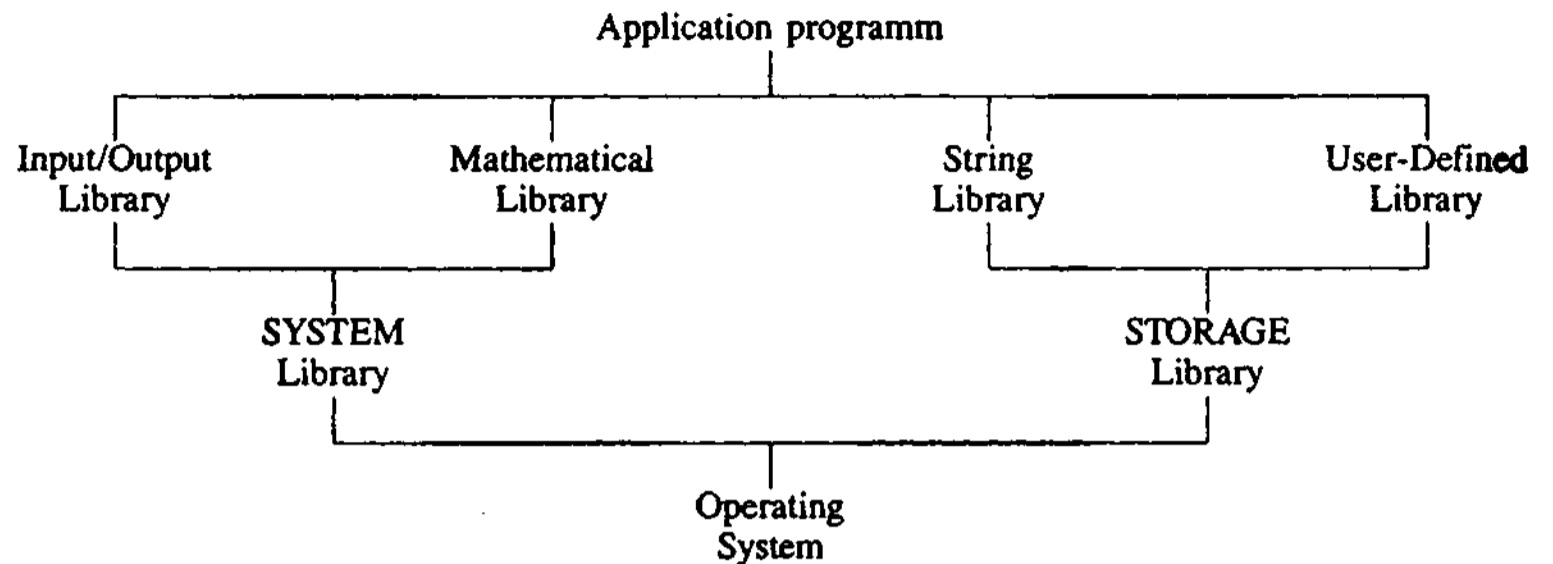 Application programm
Input/Output Library
Mathematical Library
String Library
User-Defined Library
SYSTEM Library
STORAGE Library
Operating System